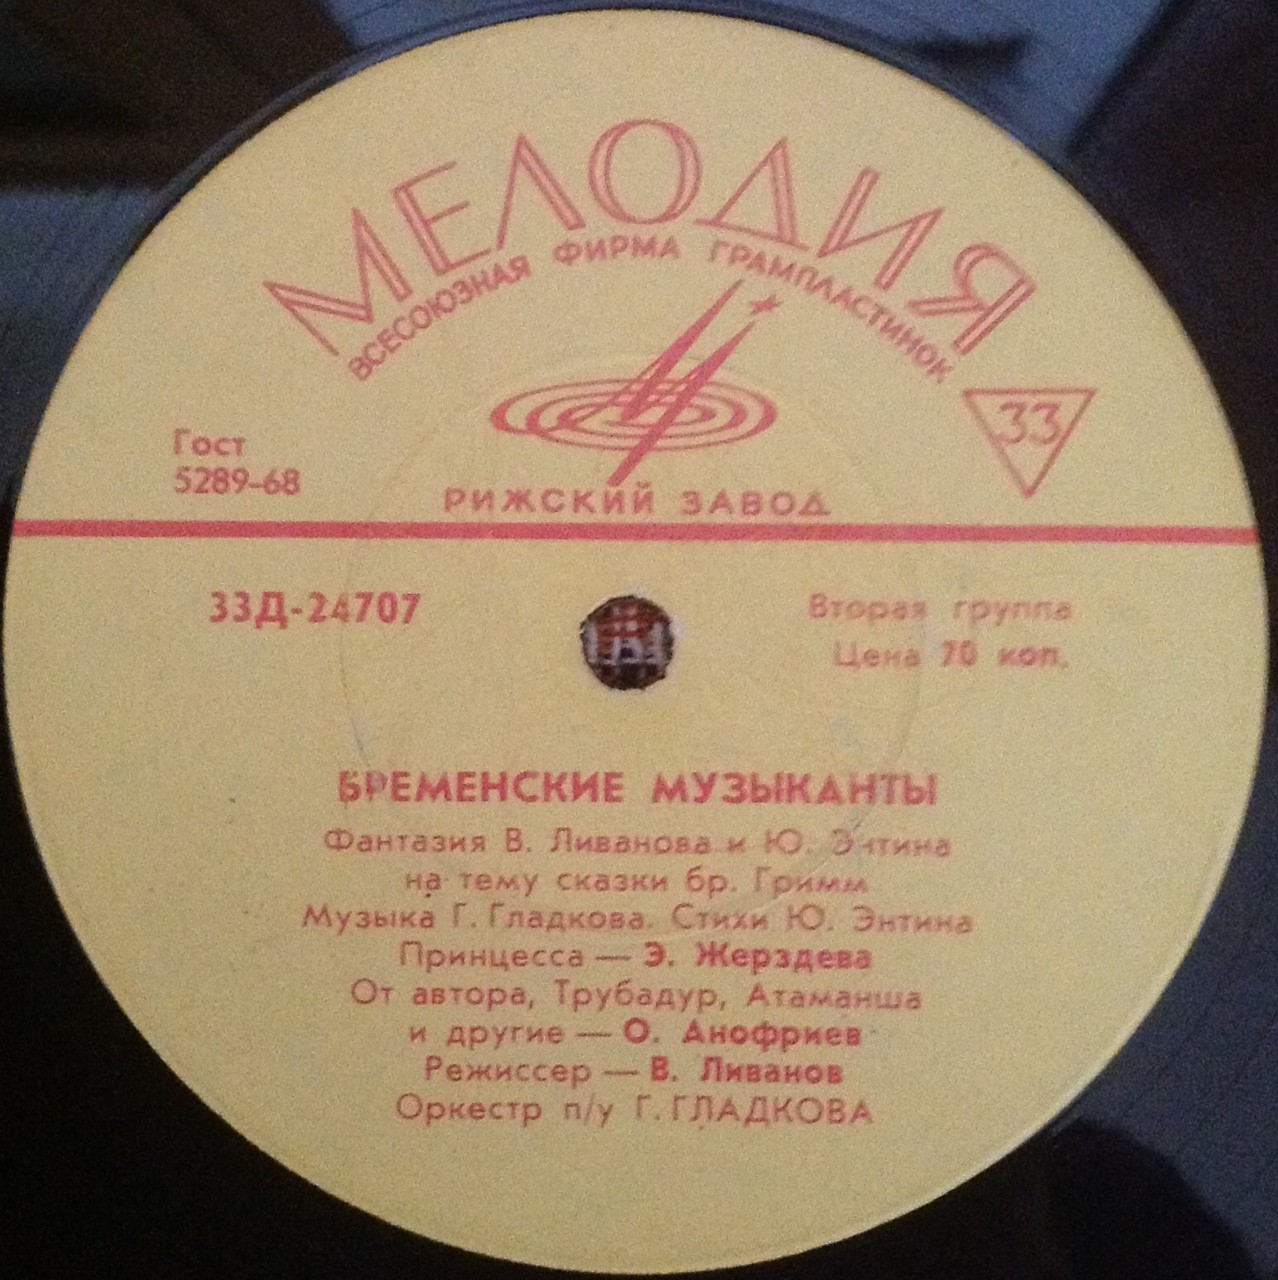 МЕЛОДИЯ
ВСЕСОЮЗНАЯ ФИРМА ГРАМПЛАСТИНОК
33
Гост
5289-68
РИЖСКИЙ ЗАВОД
33Д-24707
Вторая группа
Цена 70 коп.
БРЕМЕНСКИЕ МУЗЫКАНТЫ
Фантазия В. Ливанова и Ю. Энтина
на тему сказки бр. Гримм
Музыка Г. Гладкова. Стихи Ю. Энтина
Принцесса — Э. Жерздева
От автора, Трубадур, Атаманша
и другие — О. Анофриев
Режиссер — В. Ливанов
Оркестр п/у Г. ГЛАДКОВА